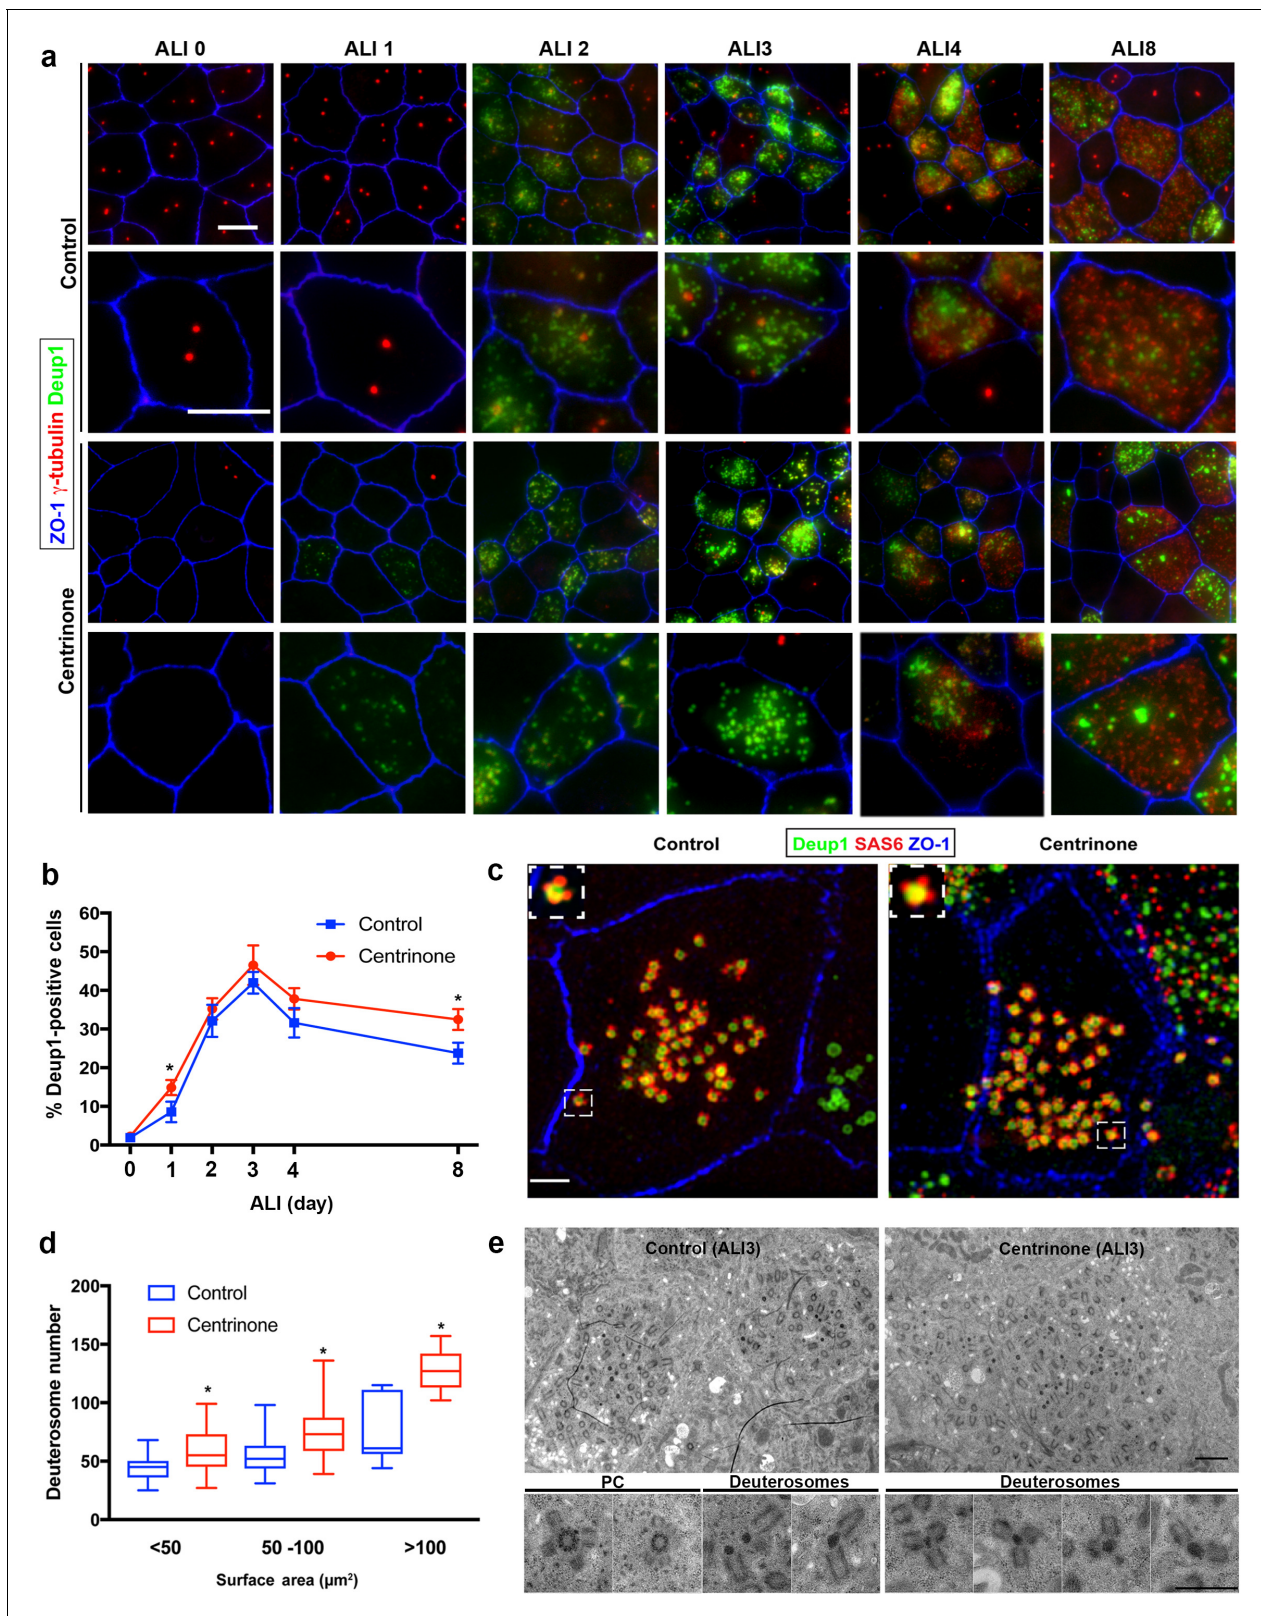 a
ALI 0 ALI 1 ALI 2 ALI3 ALI4 ALI8
Control
Centrinone
ZO-1 γ-tubulin Deup1
b
% Deup1-positive cells
60
50
40
30
20
10
0
Control
Centrinone
*
*
0 1 2 3 4 8
ALI (day)
c
Control
Deup1 SAS6 ZO-1
Centrinone
d
Deuterosome number
200
150
100
50
0
Control
Centrinone
*
*
*
<50 50 -100 >100
Surface area (µm²)
e
Control (ALI3)
Centrinone (ALI3)
PC Deuterosomes Deuterosomes